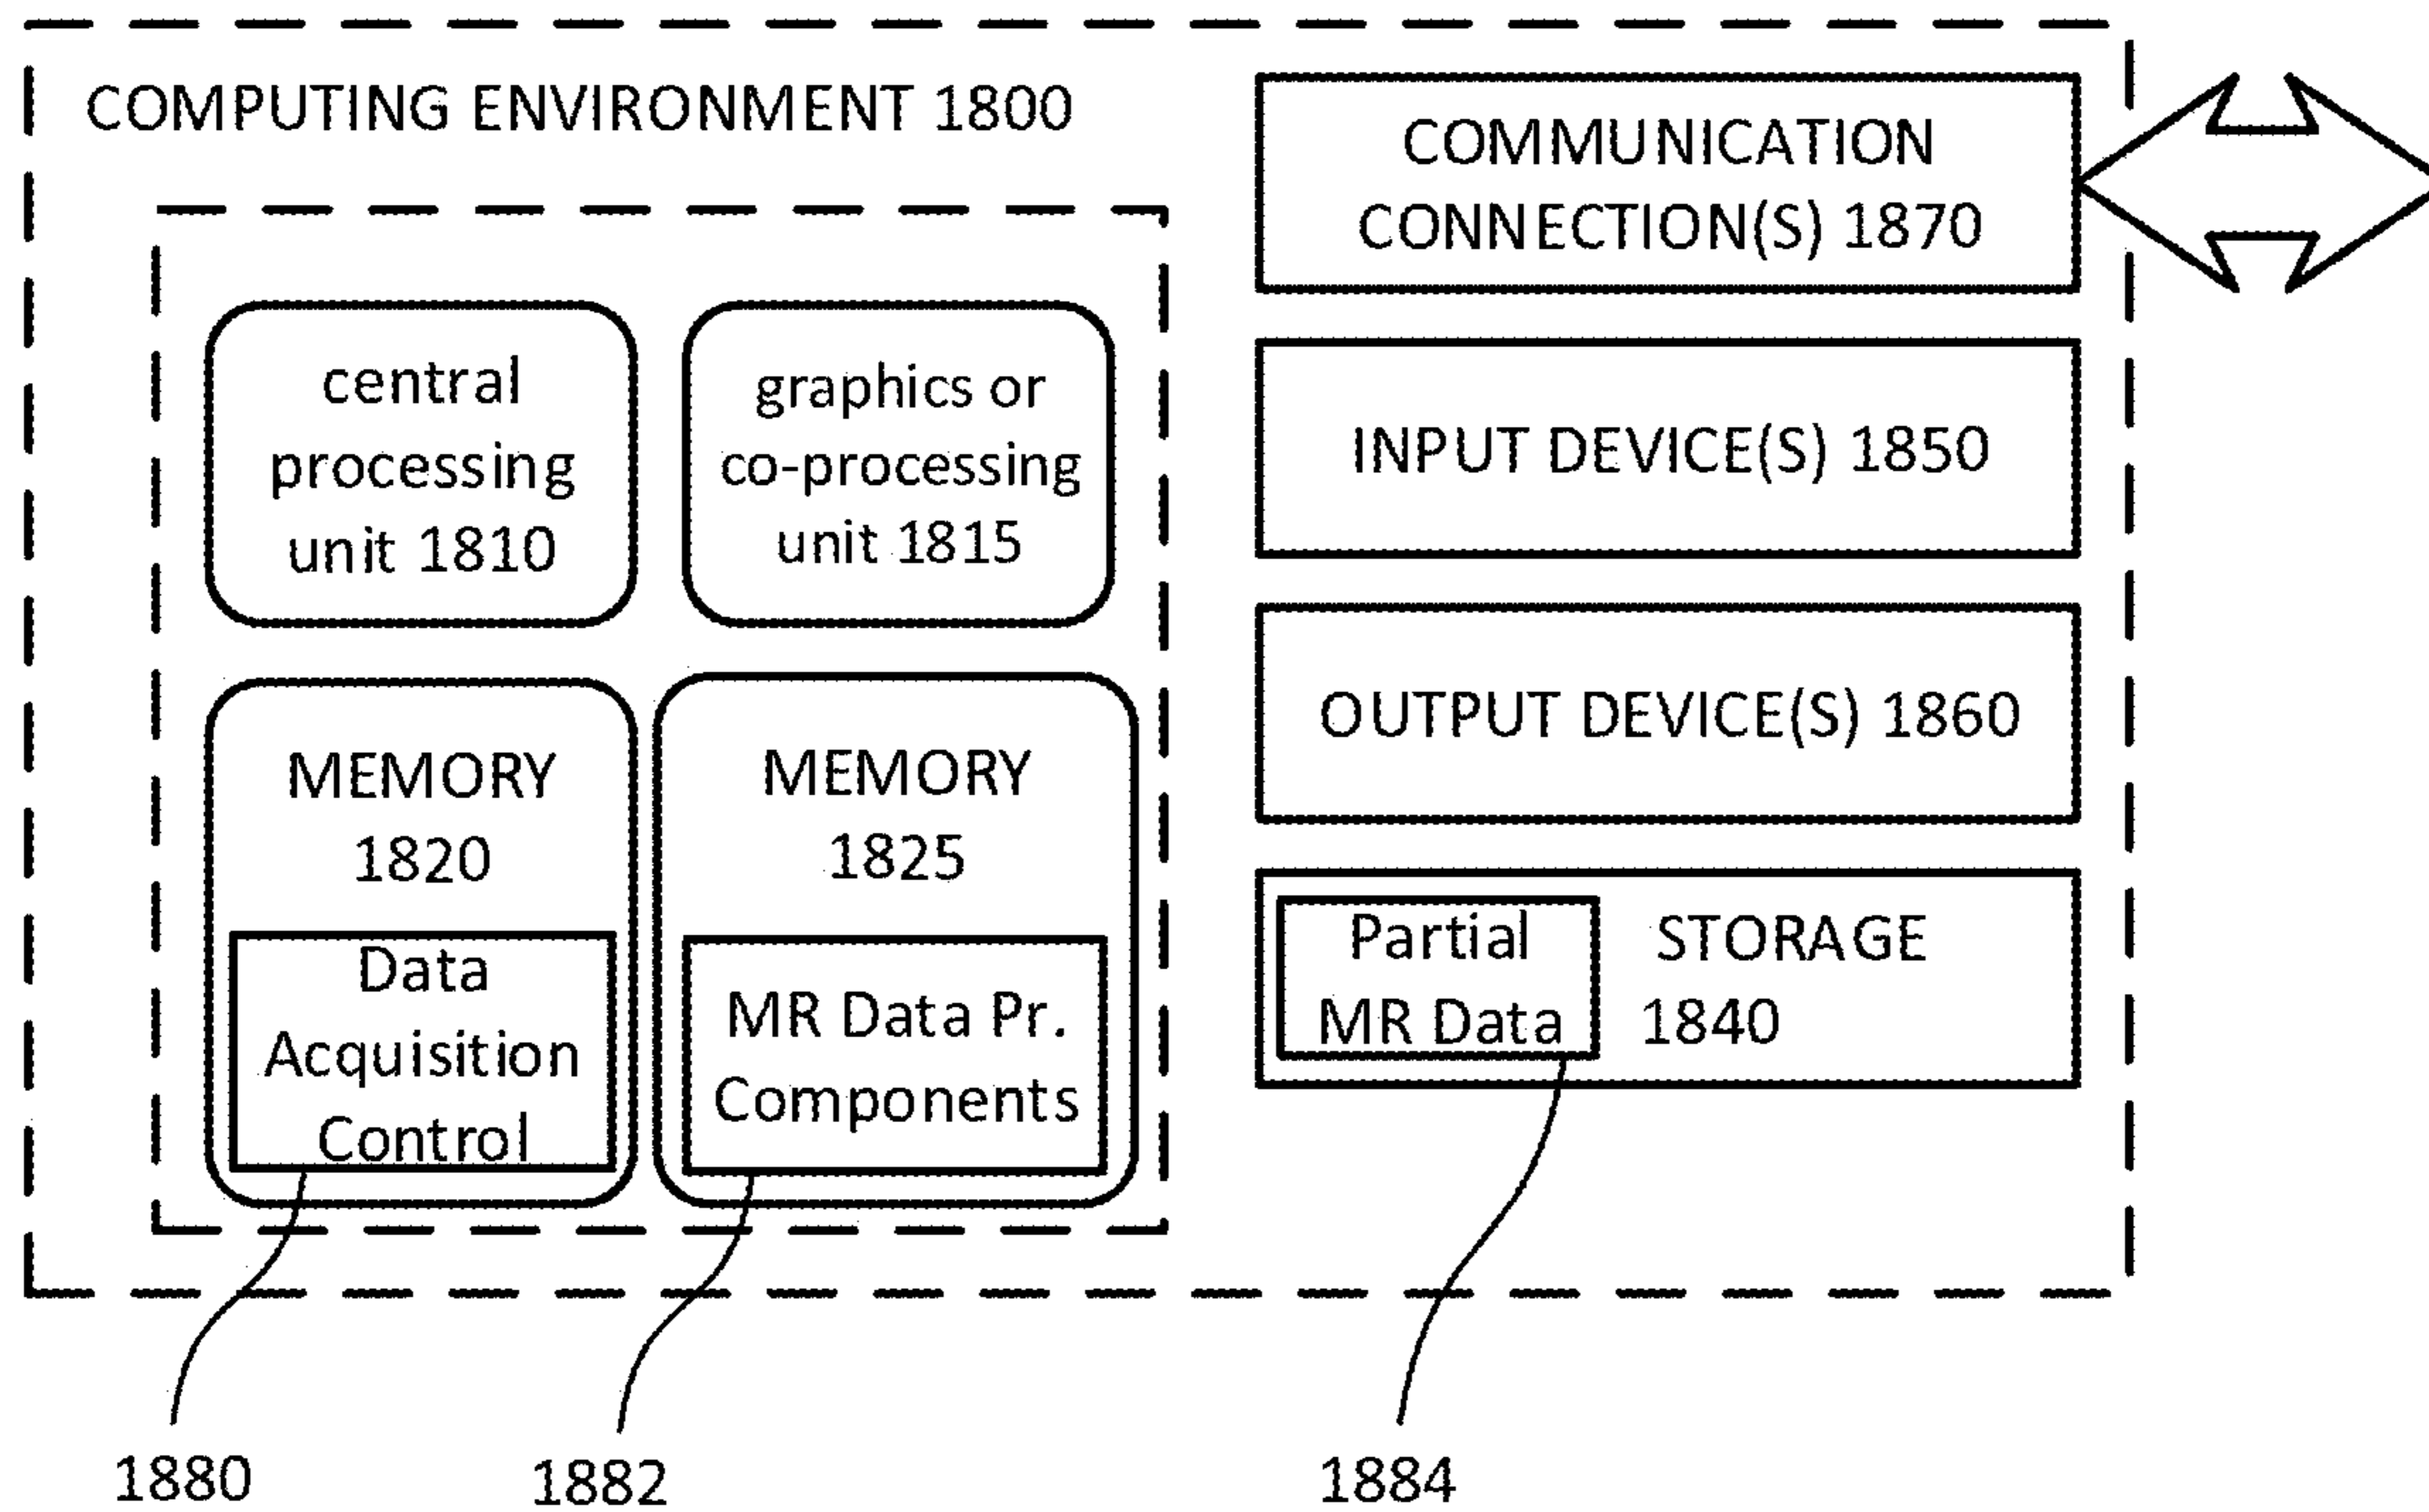 COMPUTING ENVIRONMENT 1800
central
processing
unit 1810
graphics or
co-processing
unit 1815
MEMORY
1820
Data
Acquisition
Control
MEMORY
1825
MR Data Pr.
Components
COMMUNICATION
CONNECTION(S) 1870
INPUT DEVICE(S) 1850
OUTPUT DEVICE(S) 1860
Partial
MR Data
STORAGE
1840
1880
1882
1884